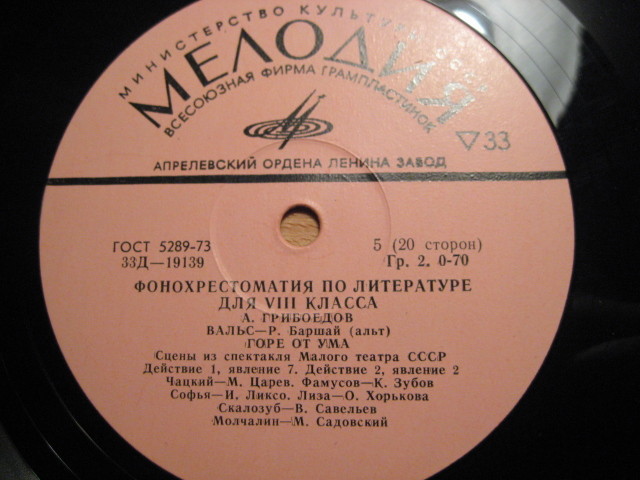 МИНИСТЕРСТВО КУЛЬТУРЫ
МЕЛОДИЯ
ВСЕСОЮЗНАЯ ФИРМА ГРАМПЛАСТИНОК
33
АПРЕЛЕВСКИЙ ОРДЕНА ЛЕНИНА ЗАВОД
ГОСТ 5289-73 5 (20 сторон)
33Д—19139 Гр. 2. 0-70
ФОНОХРЕСТОМАТИЯ ПО ЛИТЕРАТУРЕ
ДЛЯ VIII КЛАССА
А. ГРИБОЕДОВ
ВАЛЬС—Р. Баршай (альт)
ГОРЕ ОТ УМА
Сцены из спектакля Малого театра СССР
Действие 1, явление 7. Действие 2, явление 2
Чацкий—М. Царев. Фамусов—К. Зубов
Софья—И. Ликсо. Лиза—О. Хорькова
Скалозуб—В. Савельев
Молчалин—М. Садовский